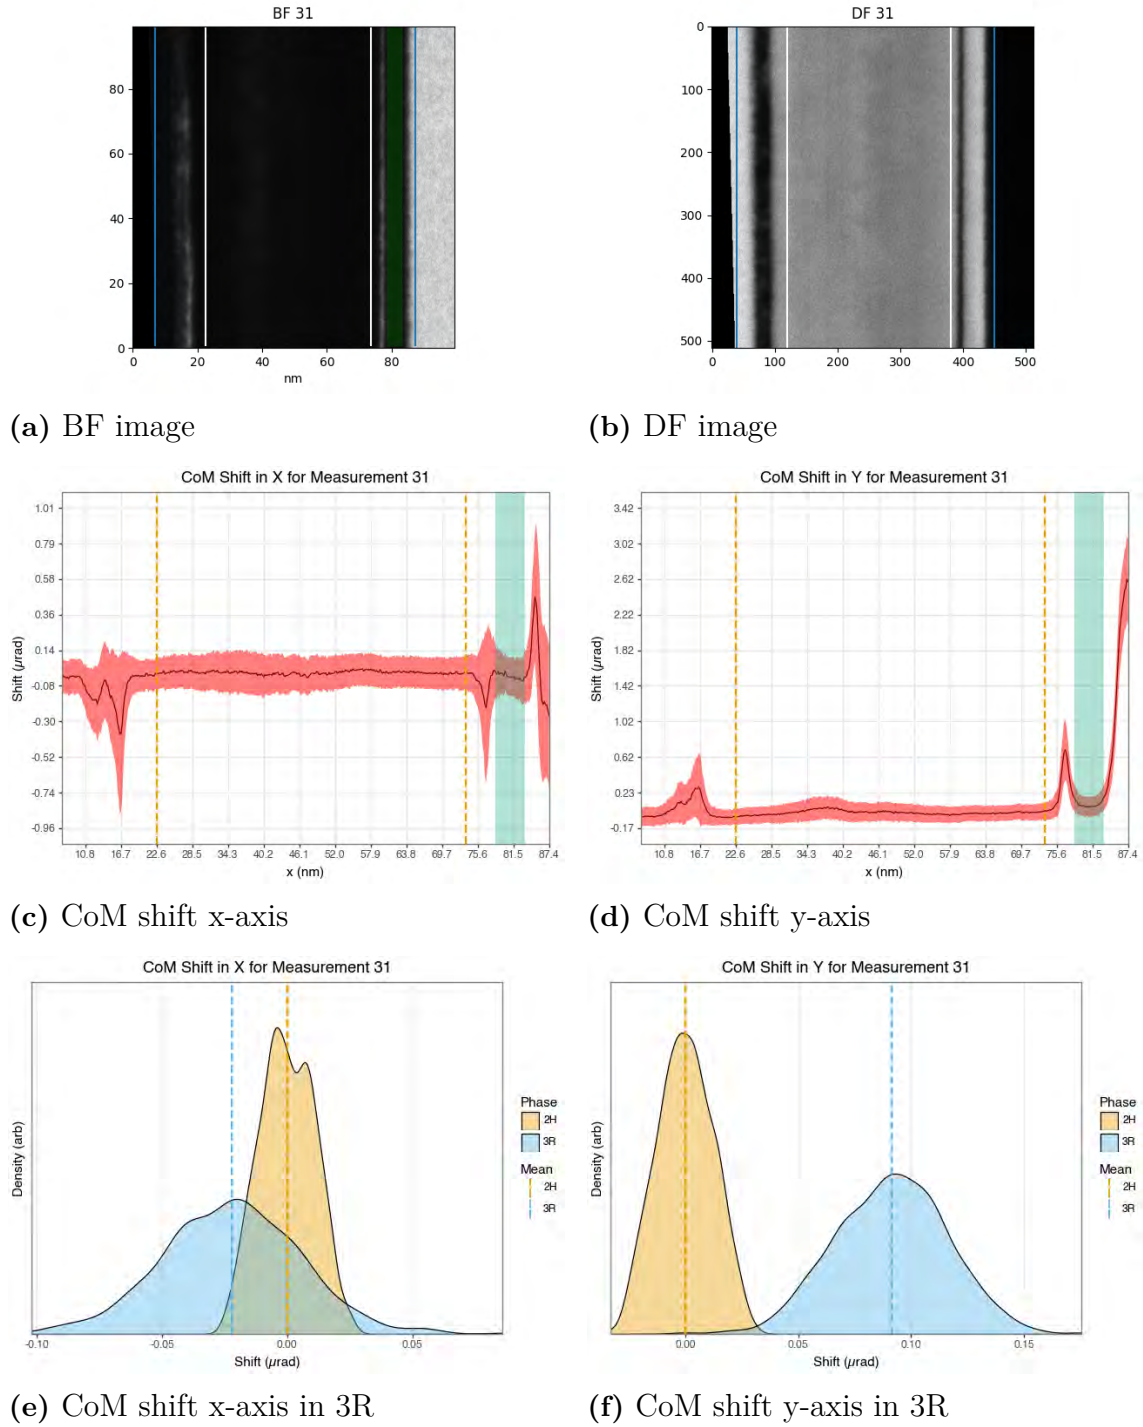 BF 31
80
60
40
20
0
0 20 40 60 80
nm
DF 31
0
100
200
300
400
500
0 100 200 300 400 500
(a) BF image
(b) DF image
CoM Shift in X for Measurement 31
Shift (μrad)
1.01
0.79
0.58
0.36
0.14
-0.08
-0.30
-0.52
-0.74
-0.96
10.8 16.7 22.6 28.5 34.3 40.2 46.1 52.0 57.9 63.8 69.7 75.6 81.5 87.4
x (nm)
CoM Shift in Y for Measurement 31
Shift (μrad)
3.42
3.02
2.62
2.22
1.82
1.42
1.02
0.62
0.23
-0.17
10.8 16.7 22.6 28.5 34.3 40.2 46.1 52.0 57.9 63.8 69.7 75.6 81.5 87.4
x (nm)
(c) CoM shift x-axis
(d) CoM shift y-axis
CoM Shift in X for Measurement 31
Density (arb)
-0.10 -0.05 0.00 0.05
Shift (μrad)
Phase
2H
3R
Mean
2H
3R
CoM Shift in Y for Measurement 31
Density (arb)
0.00 0.05 0.10 0.15
Shift (μrad)
Phase
2H
3R
Mean
2H
3R
(e) CoM shift x-axis in 3R
(f) CoM shift y-axis in 3R